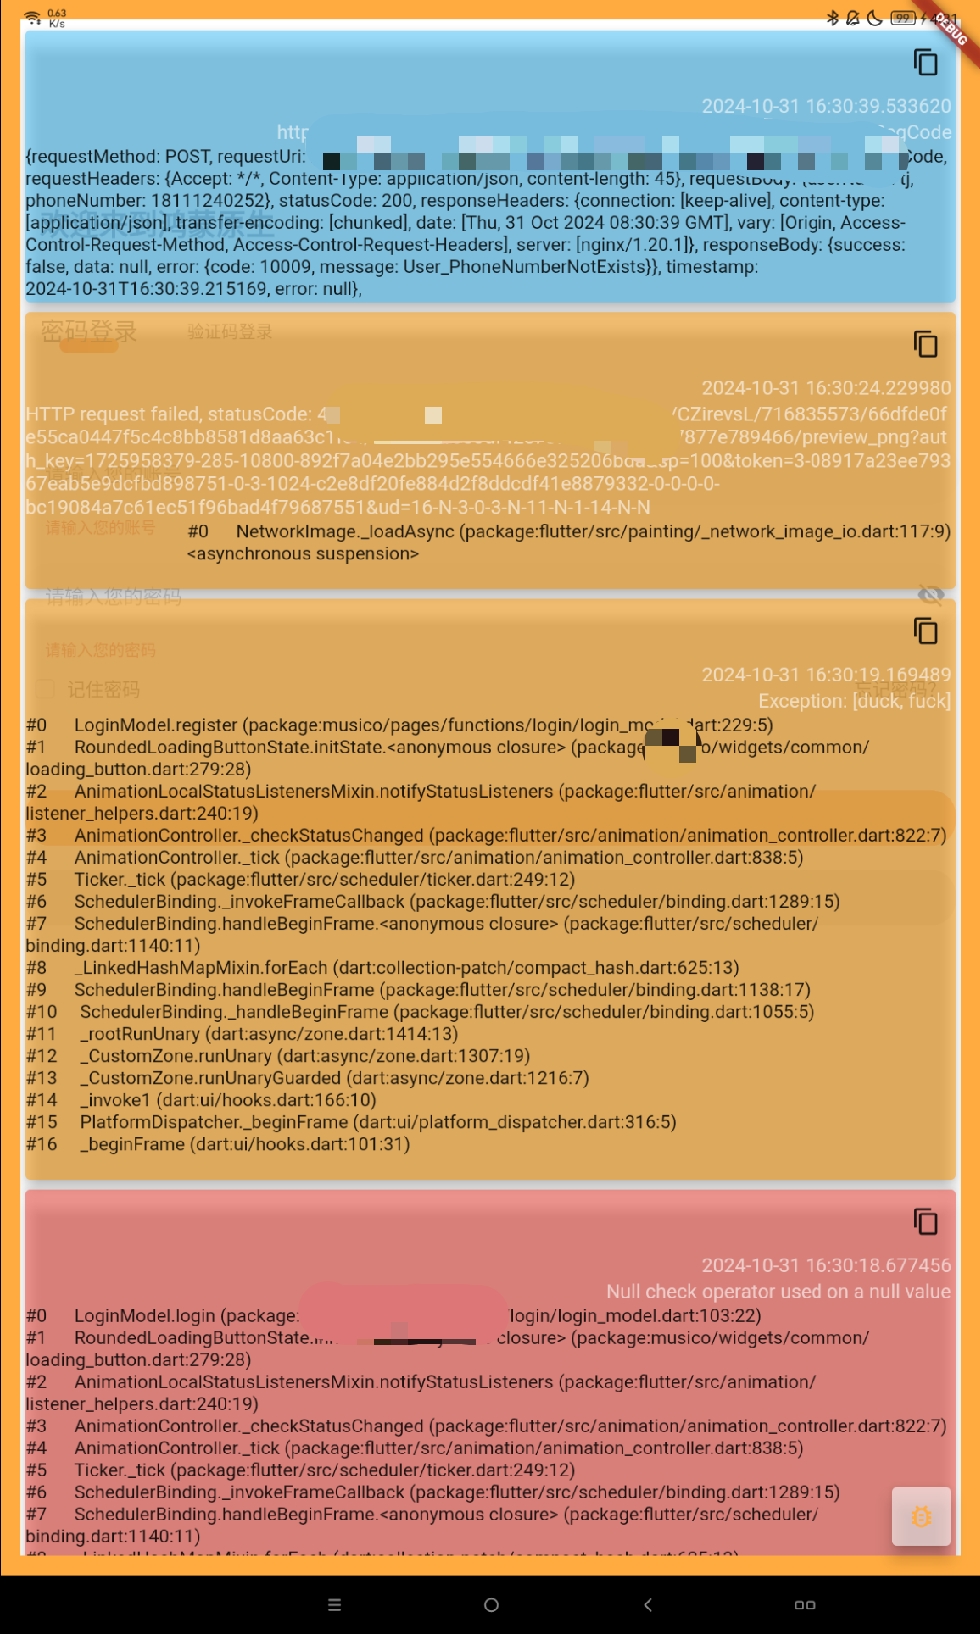 0.63
K/s
99
DEBUG
2024-10-31 16:30:39.533620
http
qCode
{requestMethod: POST, requestUri: Code,
requestHeaders: {Accept: */*, Content-Type: application/json, content-length: 45}, requestBody:
phoneNumber: 18111240252}, statusCode: 200, responseHeaders: {connection: [keep-alive], content-type:
欢迎来到鸿蒙原生
[application/json], transfer-encoding: [chunked], date: [Thu, 31 Oct 2024 08:30:39 GMT], vary: [Origin, Access-
Control-Request-Method, Access-Control-Request-Headers], server: [nginx/1.20.1]}, responseBody: {success:
false, data: null, error: {code: 10009, message: User_PhoneNumberNotExists}}, timestamp:
2024-10-31T16:30:39.215169, error: null},
密码登录 验证码登录
2024-10-31 16:30:24.229980
HTTP request failed, statusCode: 4 /CZirevsL/716835573/66dfde0f
e55ca0447f5c4c8bb8581d8aa63c1 7877e789466/preview_png?aut
h_key=1725958379-285-10800-892f7a04e2bb295e554666e325206bd sp=100&token=3-08917a23ee793
67eab5e9dcfbd898751-0-3-1024-c2e8df20fe884d2f8ddcdf41e8879332-0-0-0-0-
bc19084a7c61ec51f96bad4f79687551&ud=16-N-3-0-3-N-11-N-1-14-N-N
请输入您的账号
#0 NetworkImage._loadAsync (package:flutter/src/painting/_network_image_io.dart:117:9)
<asynchronous suspension>
请输入您的密码
请输入您的密码
2024-10-31 16:30:19.169489
记住密码 忘记密码?
Exception: [duck, fuck]
#0 LoginModel.register (package:musico/pages/functions/login/login_mo dart:229:5)
#1 RoundedLoadingButtonState.initState.<anonymous closure> (package o/widgets/common/
loading_button.dart:279:28)
#2 AnimationLocalStatusListenersMixin.notifyStatusListeners (package:flutter/src/animation/
listener_helpers.dart:240:19)
#3 AnimationController._checkStatusChanged (package:flutter/src/animation/animation_controller.dart:822:7)
#4 AnimationController._tick (package:flutter/src/animation/animation_controller.dart:838:5)
#5 Ticker._tick (package:flutter/src/scheduler/ticker.dart:249:12)
#6 SchedulerBinding._invokeFrameCallback (package:flutter/src/scheduler/binding.dart:1289:15)
#7 SchedulerBinding.handleBeginFrame.<anonymous closure> (package:flutter/src/scheduler/
binding.dart:1140:11)
#8 _LinkedHashMapMixin.forEach (dart:collection-patch/compact_hash.dart:625:13)
#9 SchedulerBinding.handleBeginFrame (package:flutter/src/scheduler/binding.dart:1138:17)
#10 SchedulerBinding._handleBeginFrame (package:flutter/src/scheduler/binding.dart:1055:5)
#11 _rootRunUnary (dart:async/zone.dart:1414:13)
#12 _CustomZone.runUnary (dart:async/zone.dart:1307:19)
#13 _CustomZone.runUnaryGuarded (dart:async/zone.dart:1216:7)
#14 _invoke1 (dart:ui/hooks.dart:166:10)
#15 PlatformDispatcher._beginFrame (dart:ui/platform_dispatcher.dart:316:5)
#16 _beginFrame (dart:ui/hooks.dart:101:31)
2024-10-31 16:30:18.677456
Null check operator used on a null value
#0 LoginModel.login (package: /login/login_model.dart:103:22)
#1 RoundedLoadingButtonState. closure> (package:musico/widgets/common/
loading_button.dart:279:28)
#2 AnimationLocalStatusListenersMixin.notifyStatusListeners (package:flutter/src/animation/
listener_helpers.dart:240:19)
#3 AnimationController._checkStatusChanged (package:flutter/src/animation/animation_controller.dart:822:7)
#4 AnimationController._tick (package:flutter/src/animation/animation_controller.dart:838:5)
#5 Ticker._tick (package:flutter/src/scheduler/ticker.dart:249:12)
#6 SchedulerBinding._invokeFrameCallback (package:flutter/src/scheduler/binding.dart:1289:15)
#7 SchedulerBinding.handleBeginFrame.<anonymous closure> (package:flutter/src/scheduler/
binding.dart:1140:11)